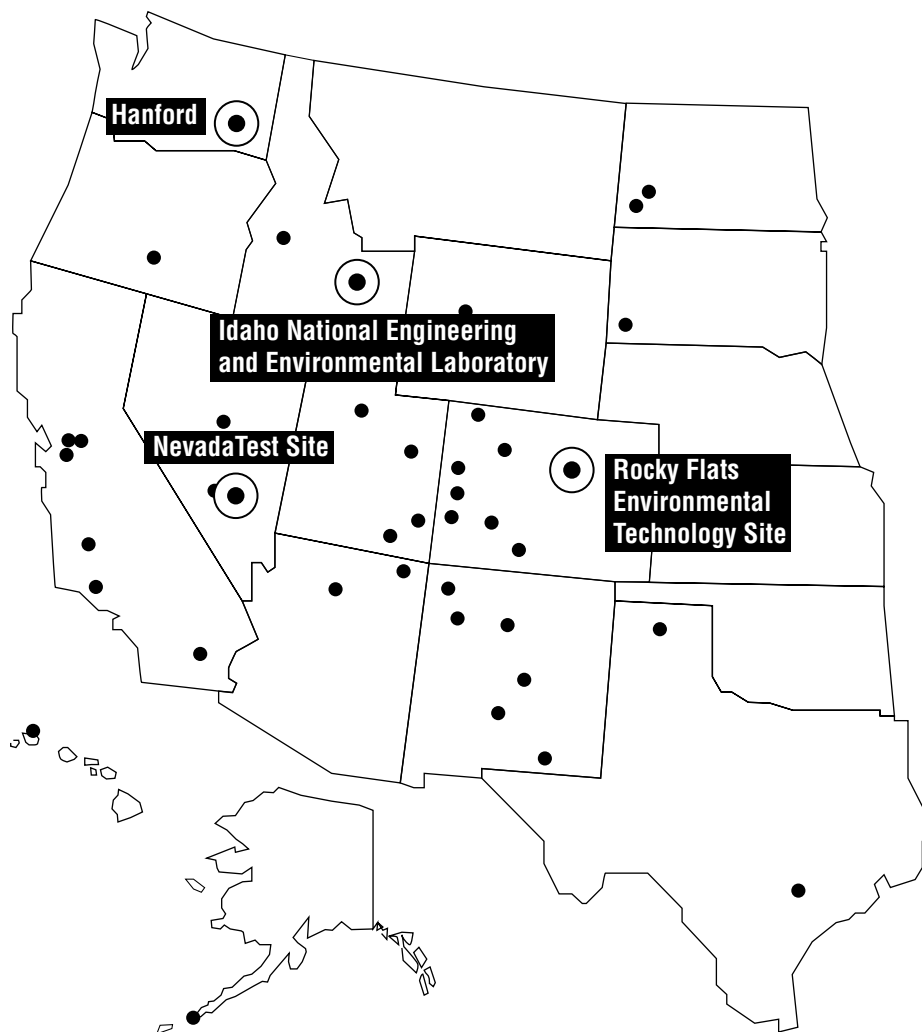 Hanford
Idaho National Engineering
and Environmental Laboratory
NevadaTest Site
Rocky Flats
Environmental
Technology Site